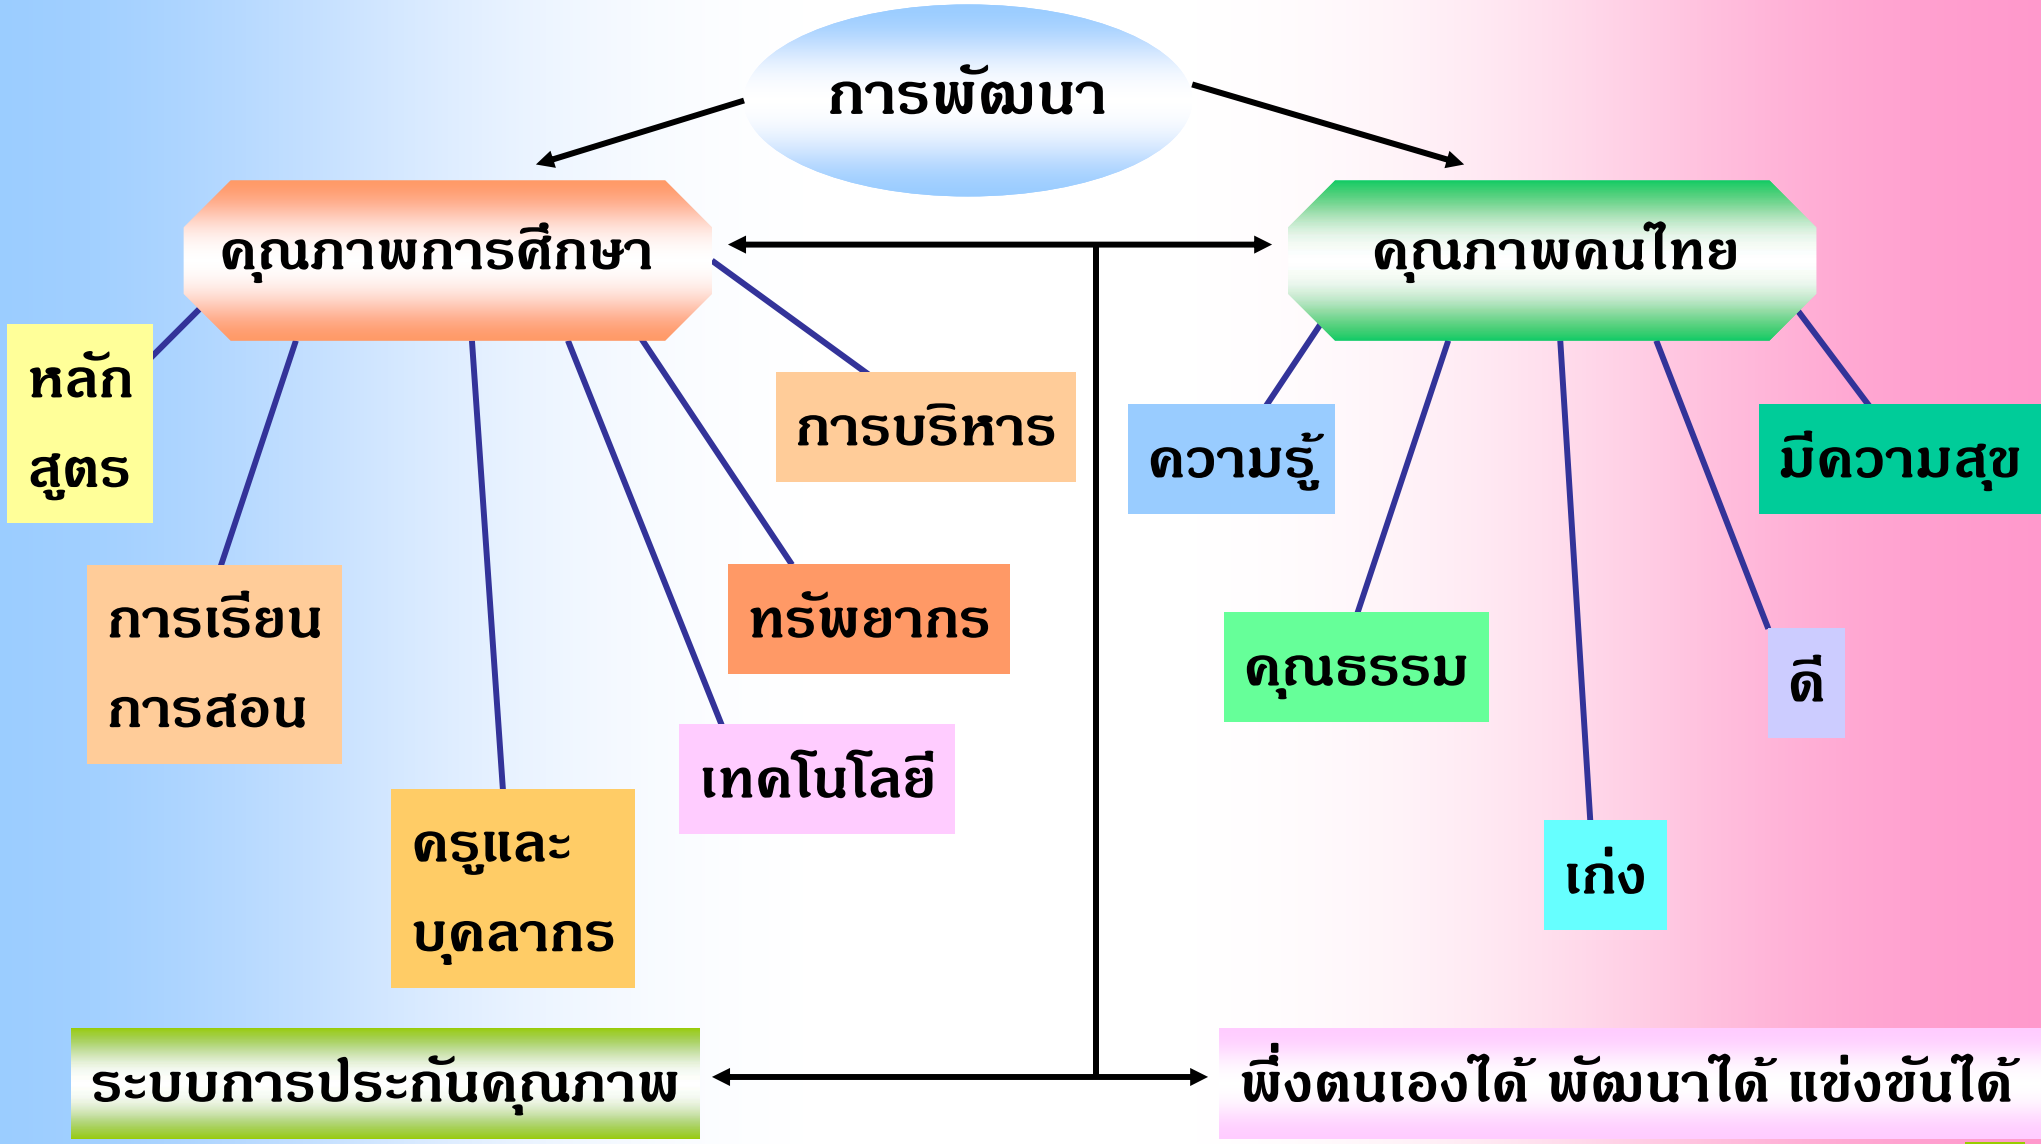 การพัฒนา
คุณภาพการศึกษา
คุณภาพคนไทย
หลัก
สูตร
การเรียน
การสอน
ครูและ
บุคลากร
เทคโนโลยี
ทรัพยากร
การบริหาร
ความรู้
คุณธรรม
เก่ง
ดี
มีความสุข
ระบบการประกันคุณภาพ
พึ่งตนเองได้ พัฒนาได้ แข่งขันได้